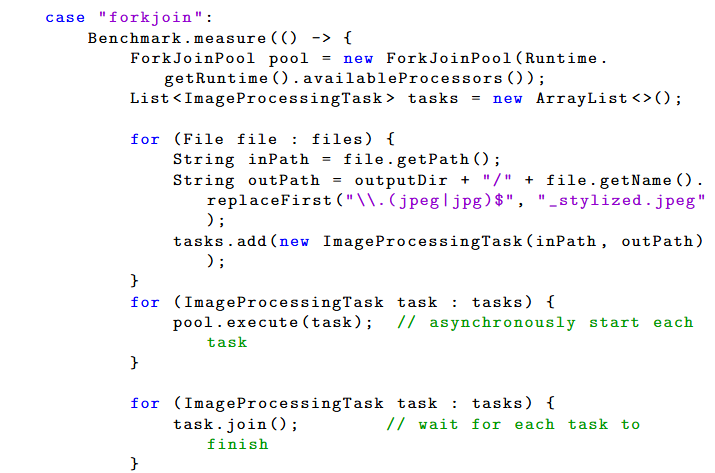 case "forkjoin":
Benchmark.measure(() -> {
ForkJoinPool pool = new ForkJoinPool(Runtime.
getRuntime().availableProcessors());
List<ImageProcessingTask> tasks = new ArrayList<>();
for (File file : files) {
String inPath = file.getPath();
String outPath = outputDir + "/" + file.getName().
replaceFirst("\\.(jpeg|jpg)$", "_stylized.jpeg"
);
tasks.add(new ImageProcessingTask(inPath, outPath)
);
}
for (ImageProcessingTask task : tasks) {
pool.execute(task); // asynchronously start each
task
}
for (ImageProcessingTask task : tasks) {
task.join(); // wait for each task to
finish
}